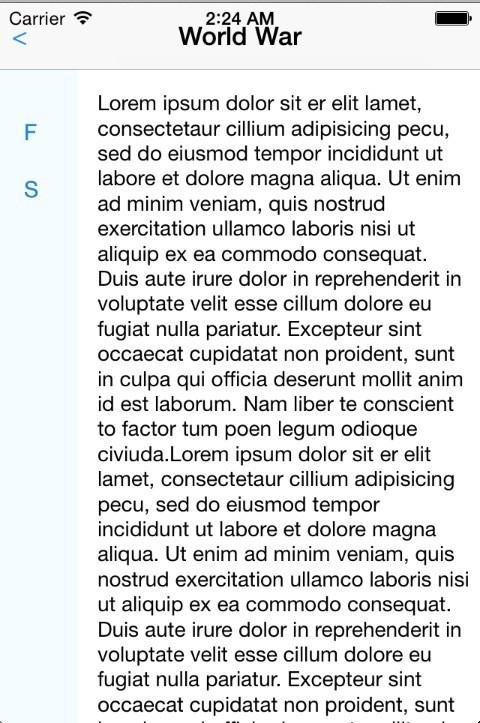 Carrier 2:24 AM
< World War
F
S
Lorem ipsum dolor sit er elit lamet,
consectetaur cillium adipisicing pecu,
sed do eiusmod tempor incididunt ut
labore et dolore magna aliqua. Ut enim
ad minim veniam, quis nostrud
exercitation ullamco laboris nisi ut
aliquip ex ea commodo consequat.
Duis aute irure dolor in reprehenderit in
voluptate velit esse cillum dolore eu
fugiat nulla pariatur. Excepteur sint
occaecat cupidatat non proident, sunt
in culpa qui officia deserunt mollit anim
id est laborum. Nam liber te conscient
to factor tum poen legum odioque
civiuda.Lorem ipsum dolor sit er elit
lamet, consectetaur cillium adipisicing
pecu, sed do eiusmod tempor
incididunt ut labore et dolore magna
aliqua. Ut enim ad minim veniam, quis
nostrud exercitation ullamco laboris nisi
ut aliquip ex ea commodo consequat.
Duis aute irure dolor in reprehenderit in
voluptate velit esse cillum dolore eu
fugiat nulla pariatur. Excepteur sint
occaecat cupidatat non proident, sunt